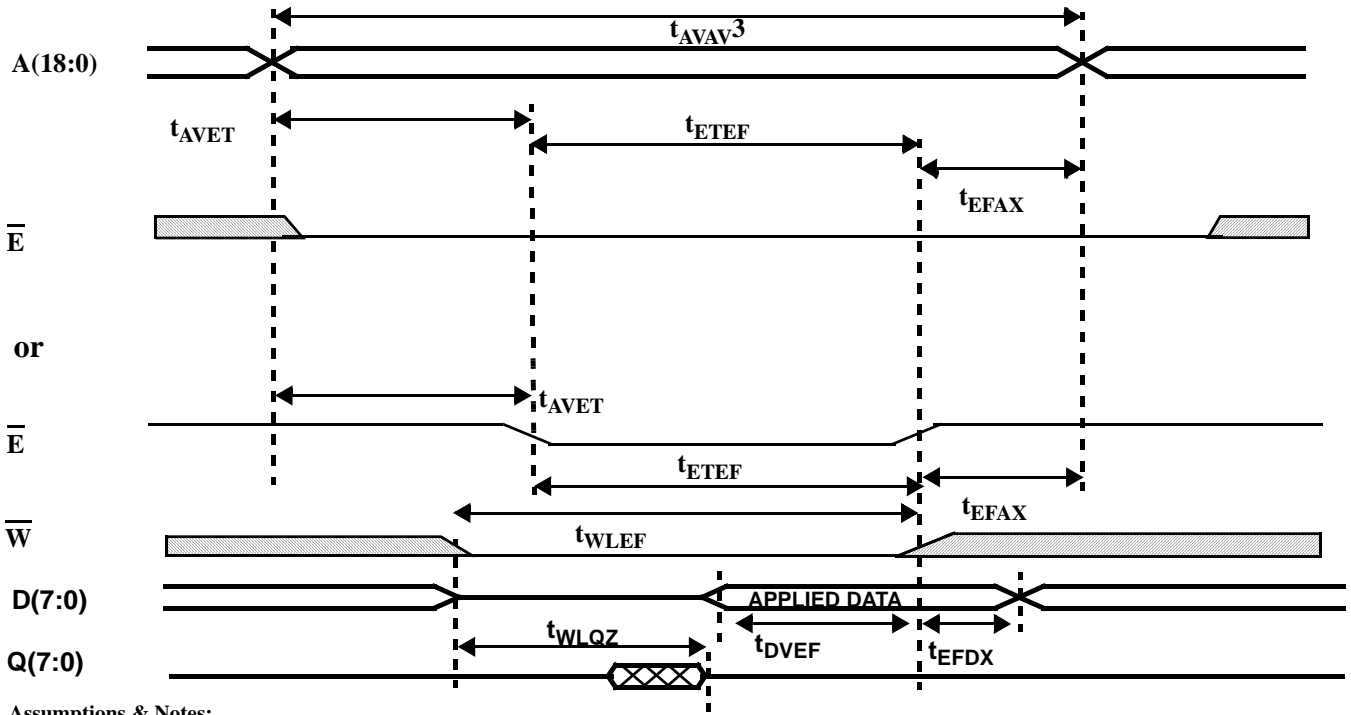 tAVAV3
A(18:0)
tAVET
tETEF
tEFAX
E
or
tAVET
E
tETEF
tEFAX
W
tWLEF
D(7:0)
APPLIED DATA
tWLQZ
tDVEF
tEFDX
Q(7:0)
Assumptions & Notes: